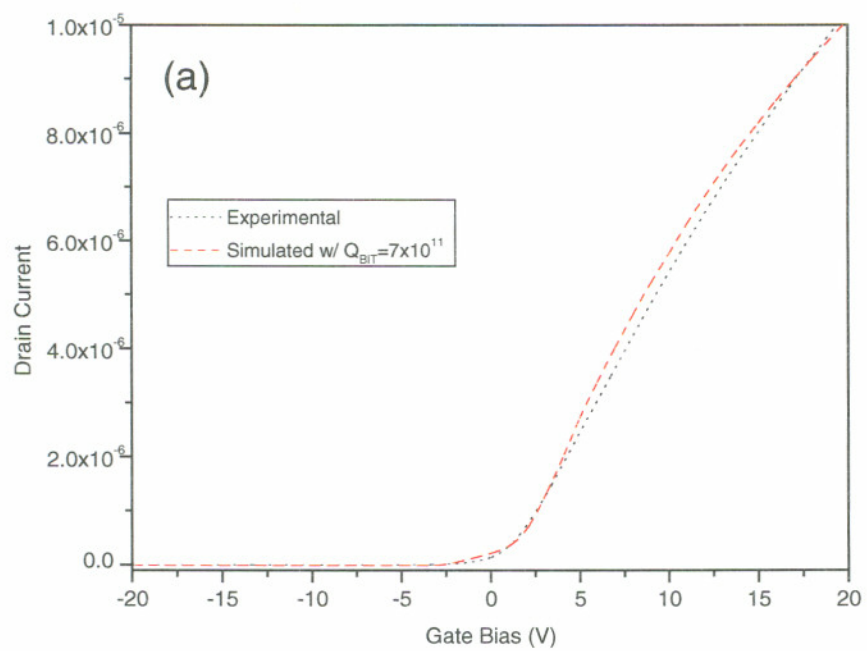 (a)
Drain Current
1.0x10⁻⁵
8.0x10⁻⁶
6.0x10⁻⁶
4.0x10⁻⁶
2.0x10⁻⁶
0.0
Experimental
Simulated w/ Q_BIT=7x10¹¹
-20 -15 -10 -5 0 5 10 15 20
Gate Bias (V)